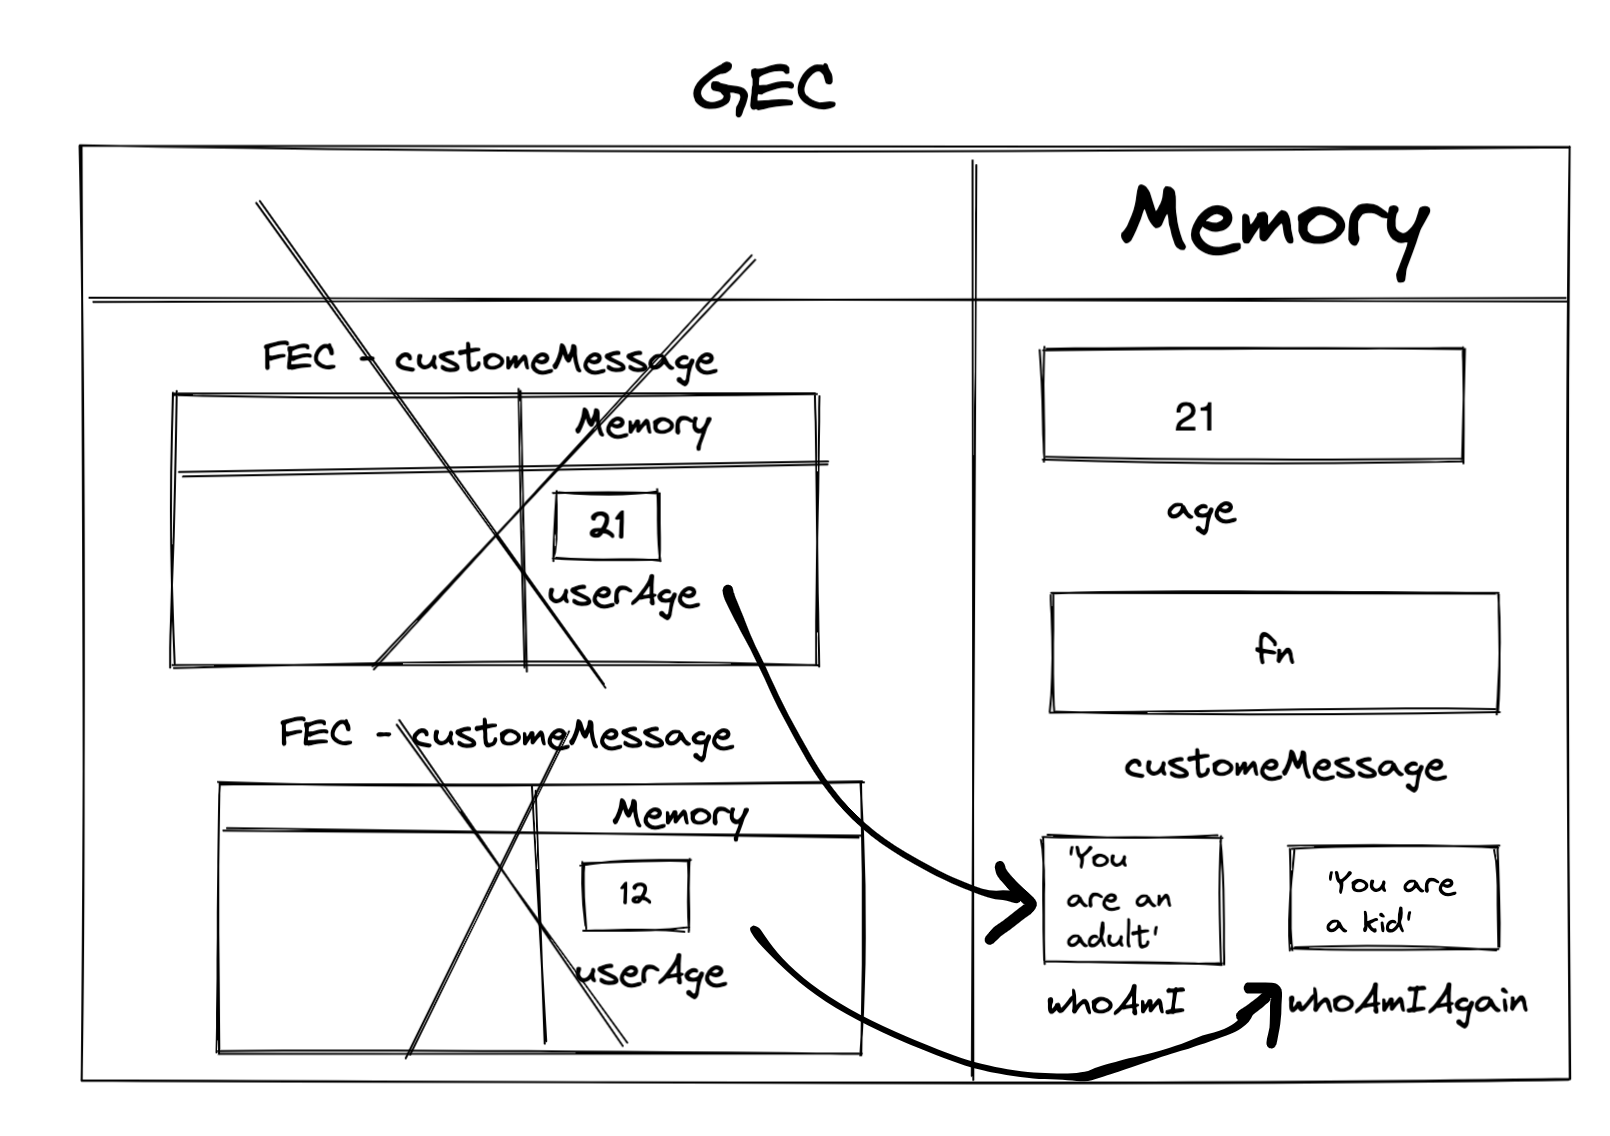 GEC
Memory
FEC - customeMessage
Memory
21
userAge
FEC - customeMessage
Memory
12
userAge
21
age
fn
customeMessage
'You
are an
adult'
whoAmI
'You are
a kid'
whoAmIAgain